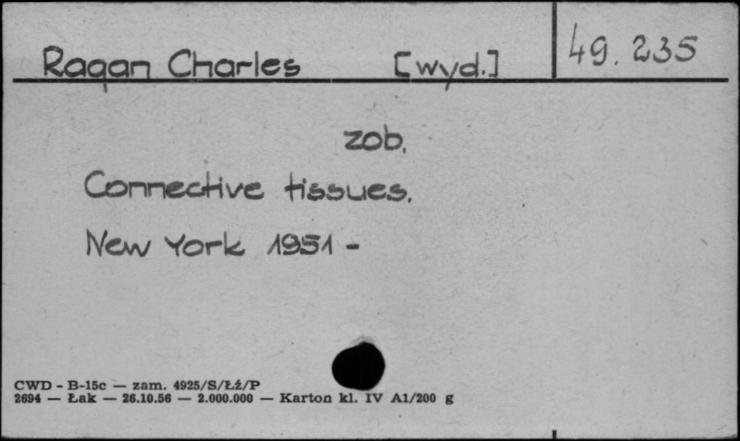 Ragan Charles [wyd.] 49.235
zob.
Connective tissues.
New York 1951 -
CWD - B-15c — zam. 4925/S/Łź/P
2694 — Łak — 26.10.56 — 2.000.000 — Karton kl. IV A1/200 g